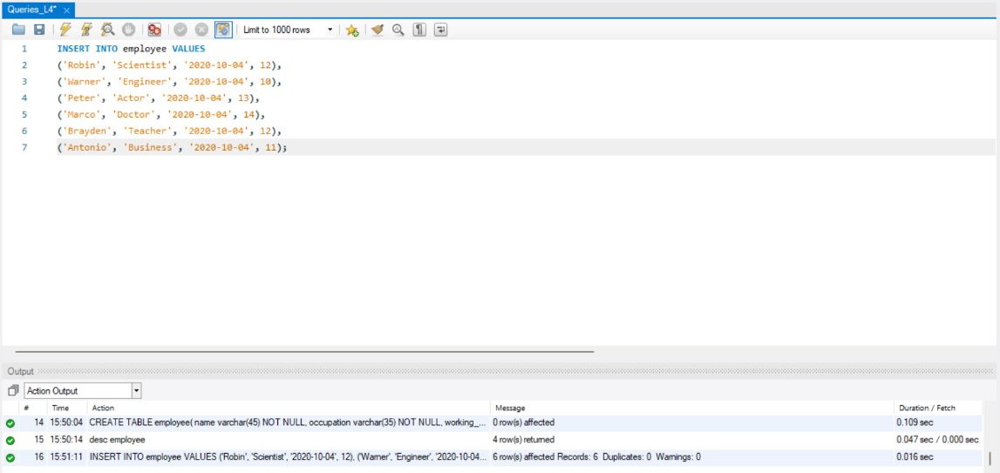 Queries_L4*
Limit to 1000 rows
1 INSERT INTO employee VALUES
2 ('Robin', 'Scientist', '2020-10-04', 12),
3 ('Warner', 'Engineer', '2020-10-04', 10),
4 ('Peter', 'Actor', '2020-10-04', 13),
5 ('Marco', 'Doctor', '2020-10-04', 14),
6 ('Brayden', 'Teacher', '2020-10-04', 12),
7 ('Antonio', 'Business', '2020-10-04', 11);
Output
Action Output
# Time Action Message Duration / Fetch
14 15:50:04 CREATE TABLE employee( name varchar(45) NOT NULL, occupation varchar(35) NOT NULL, working_... 0 row(s) affected 0.109 sec
15 15:50:14 desc employee 4 row(s) returned 0.047 sec / 0.000 sec
16 15:51:11 INSERT INTO employee VALUES ('Robin', 'Scientist', '2020-10-04', 12), ('Warner', 'Engineer', '2020-10-04... 6 row(s) affected Records: 6 Duplicates: 0 Warnings: 0 0.016 sec